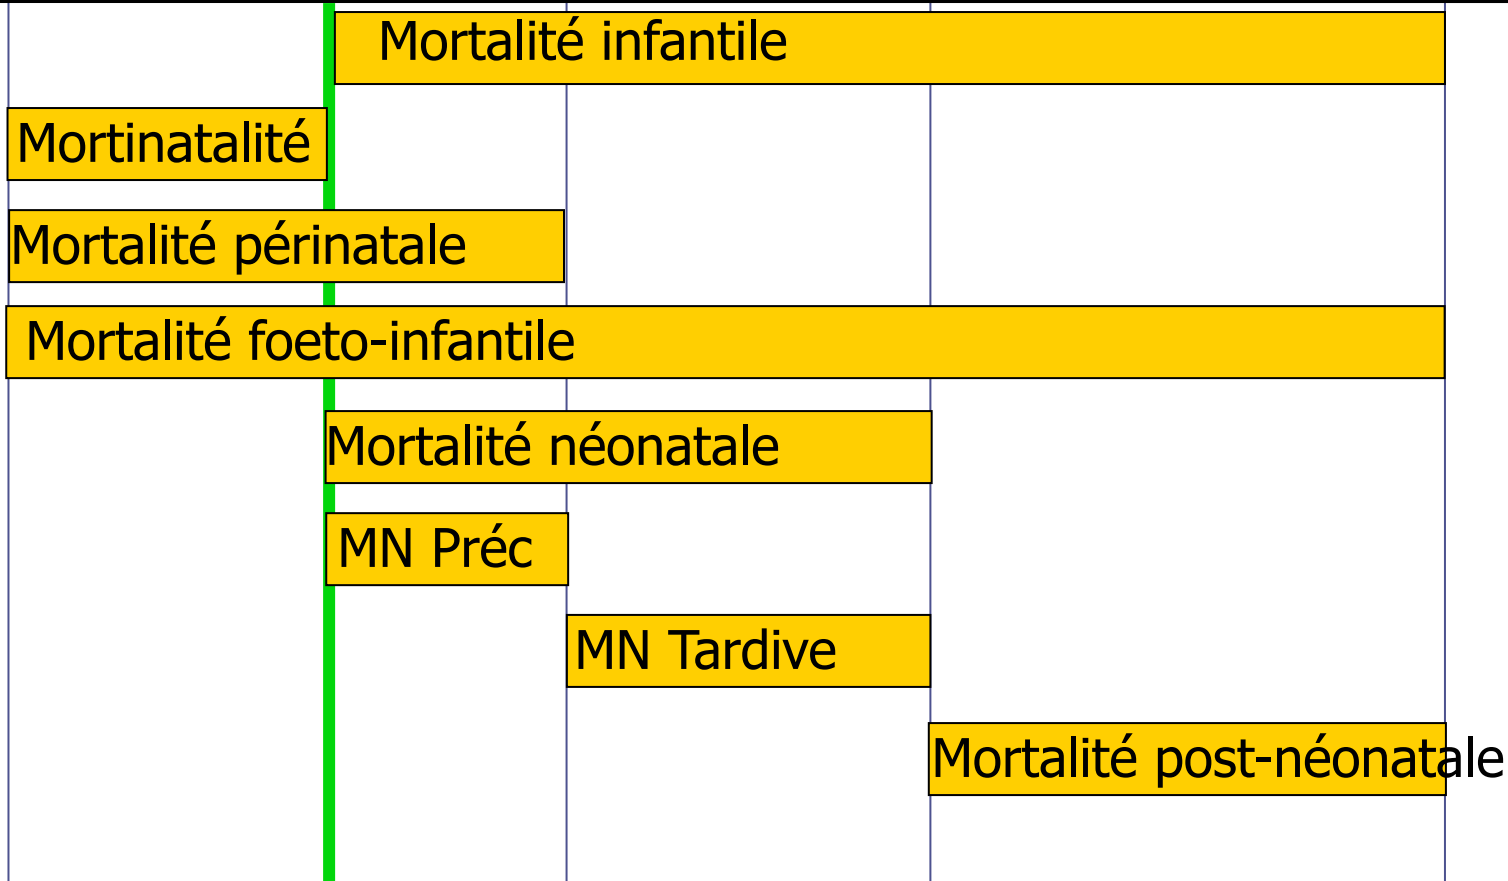 Mortalité infantile
Mortinatalité
Mortalité périnatale
Mortalité foeto-infantile
Mortalité néonatale
MN Préc
MN Tardive
Mortalité post-néonatale